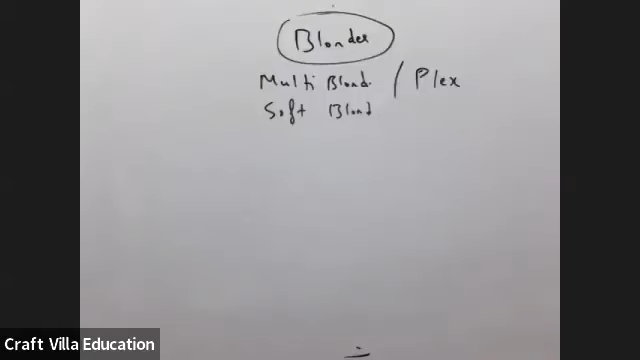 Blonder
Multi Blond / Plex
Soft Blond
Craft Villa Education